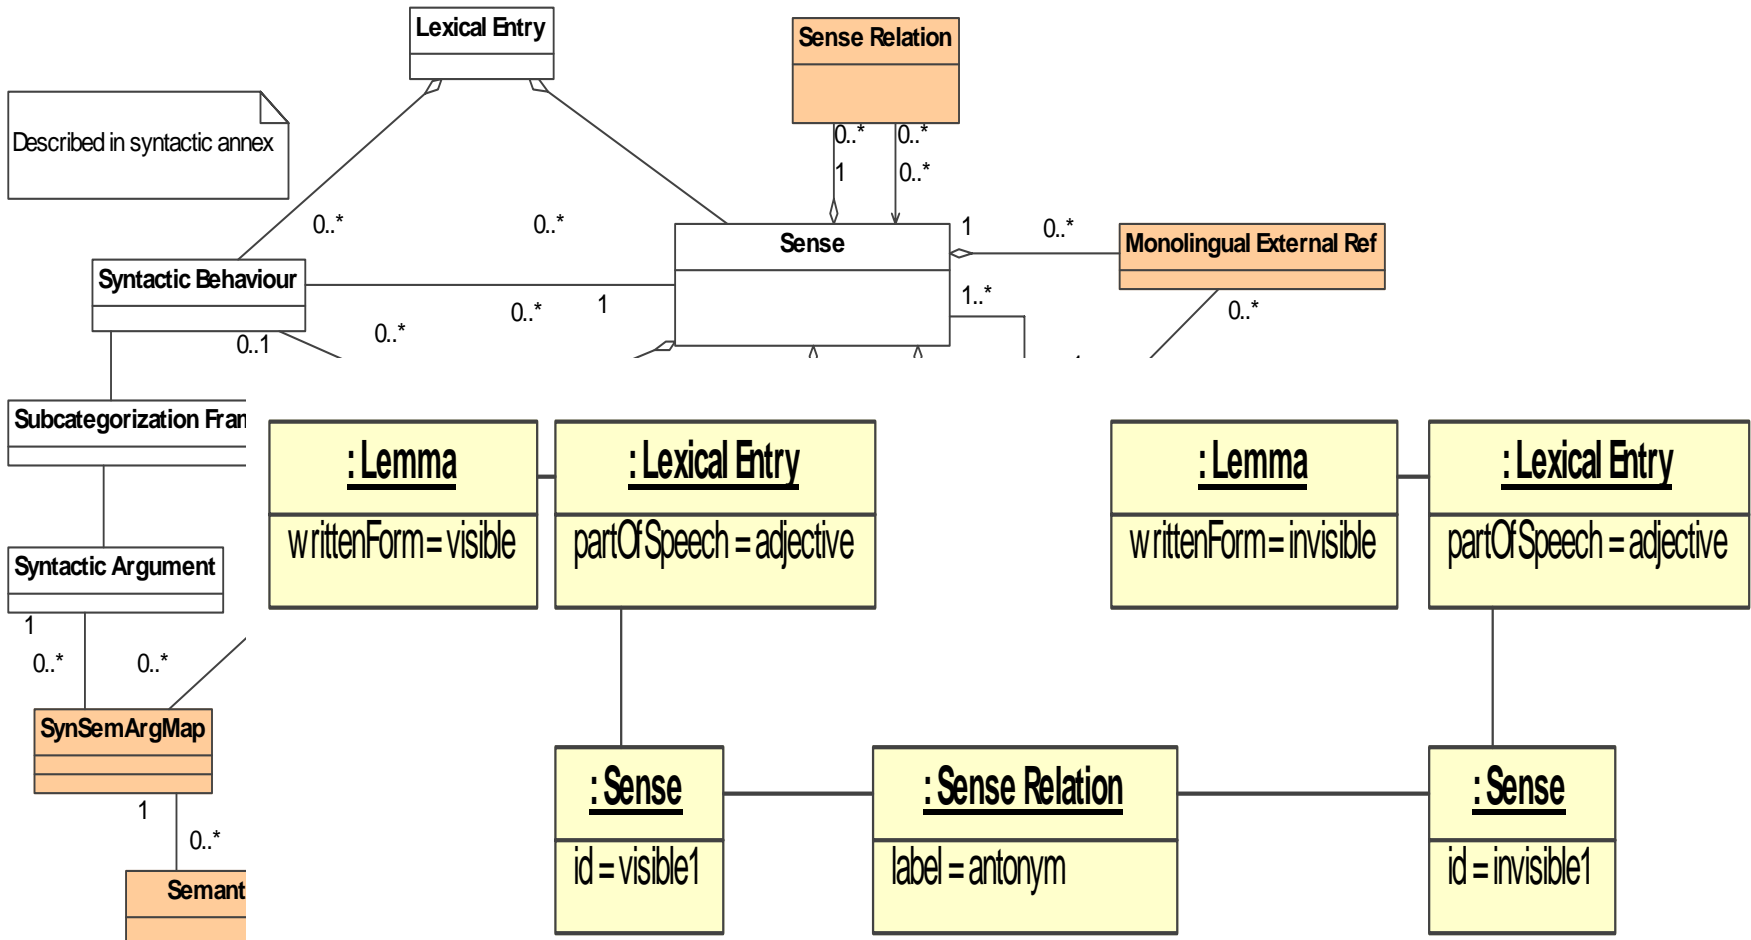 Lexical Entry
Sense Relation
Described in syntactic annex
0..*
0..*
1
0..*
0..*
0..*
1
0..*
Sense
Monolingual External Ref
Syntactic Behaviour
1..*
0..*
1
0..*
0..*
0..1
Subcategorization
: Lemma
: Lexical Entry
: Lemma
: Lexical Entry
writtenForm = visible
partOfSpeech = adjective
writtenForm = invisible
partOfSpeech = adjective
Syntactic Argument
1
0..*
0..*
SynSemArgMap
: Sense
: Sense Relation
: Sense
1
0..*
id = visible1
label = antonym
id = invisible1
Semant